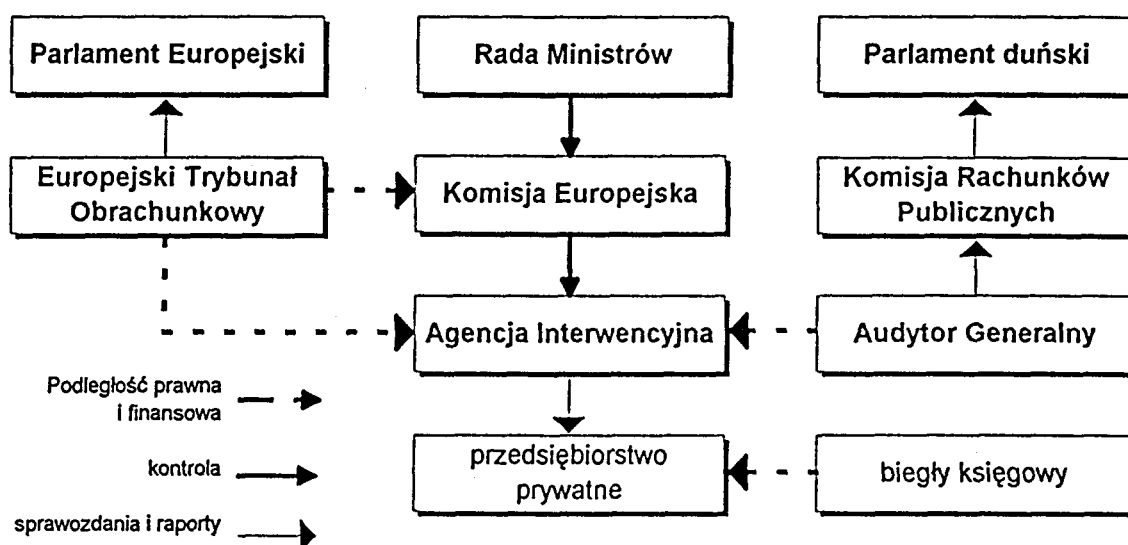 Parlament Europejski
Rada Ministrów
Parlament duński
Europejski Trybunał
Obrachunkowy
Komisja Europejska
Komisja Rachunków
Publicznych
Agencja Interwencyjna
Audytor Generalny
Podległość prawna
i finansowa
kontrola
sprawozdania i raporty
przedsiębiorstwo
prywatne
biegły księgowy